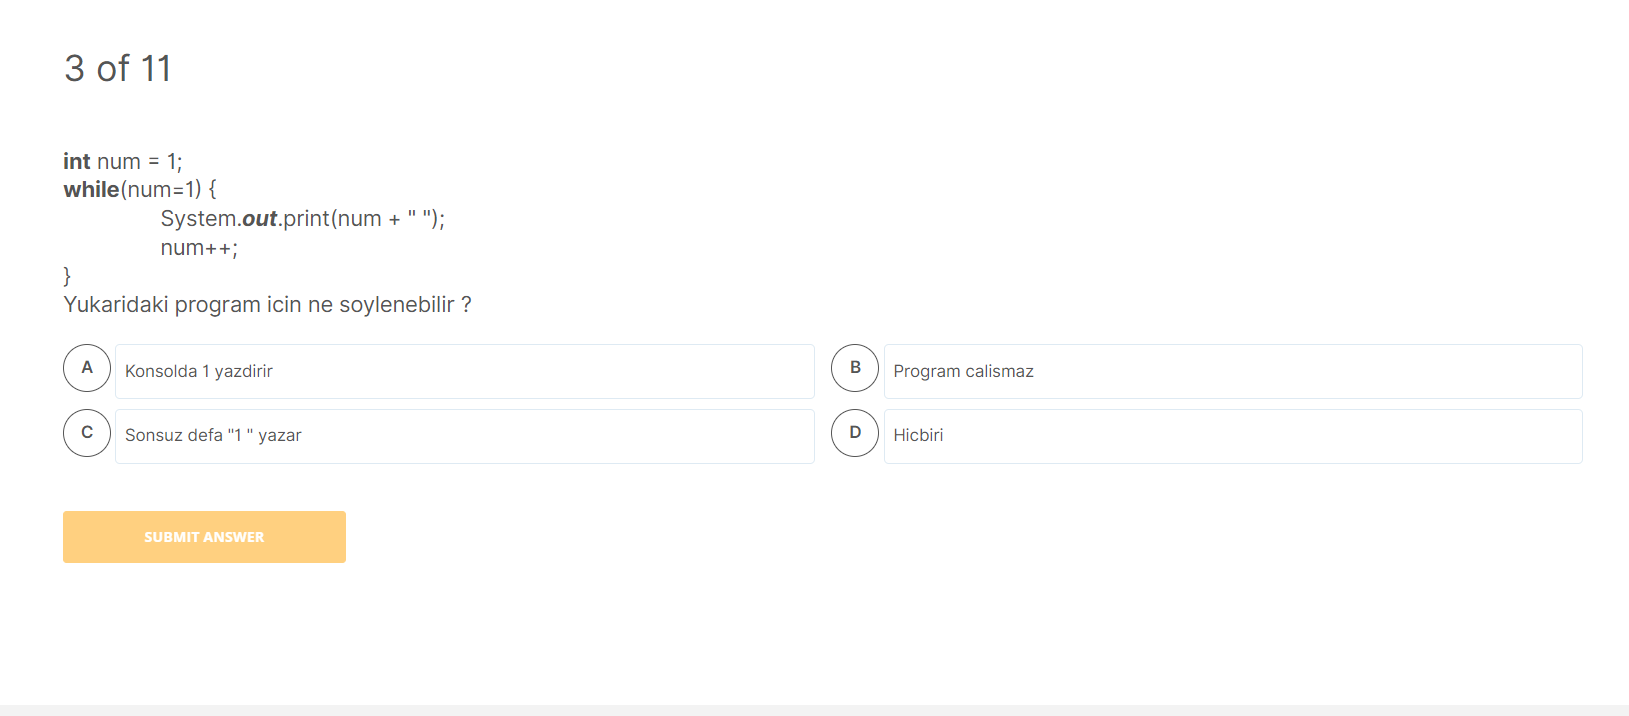 3 of 11
int num = 1;
while(num=1) {
System.out.print(num + " ");
num++;
}
Yukaridaki program icin ne soylenebilir ?
A Konsolda 1 yazdirir
B Program calismaz
C Sonsuz defa "1 " yazar
D Hicbiri
SUBMIT ANSWER